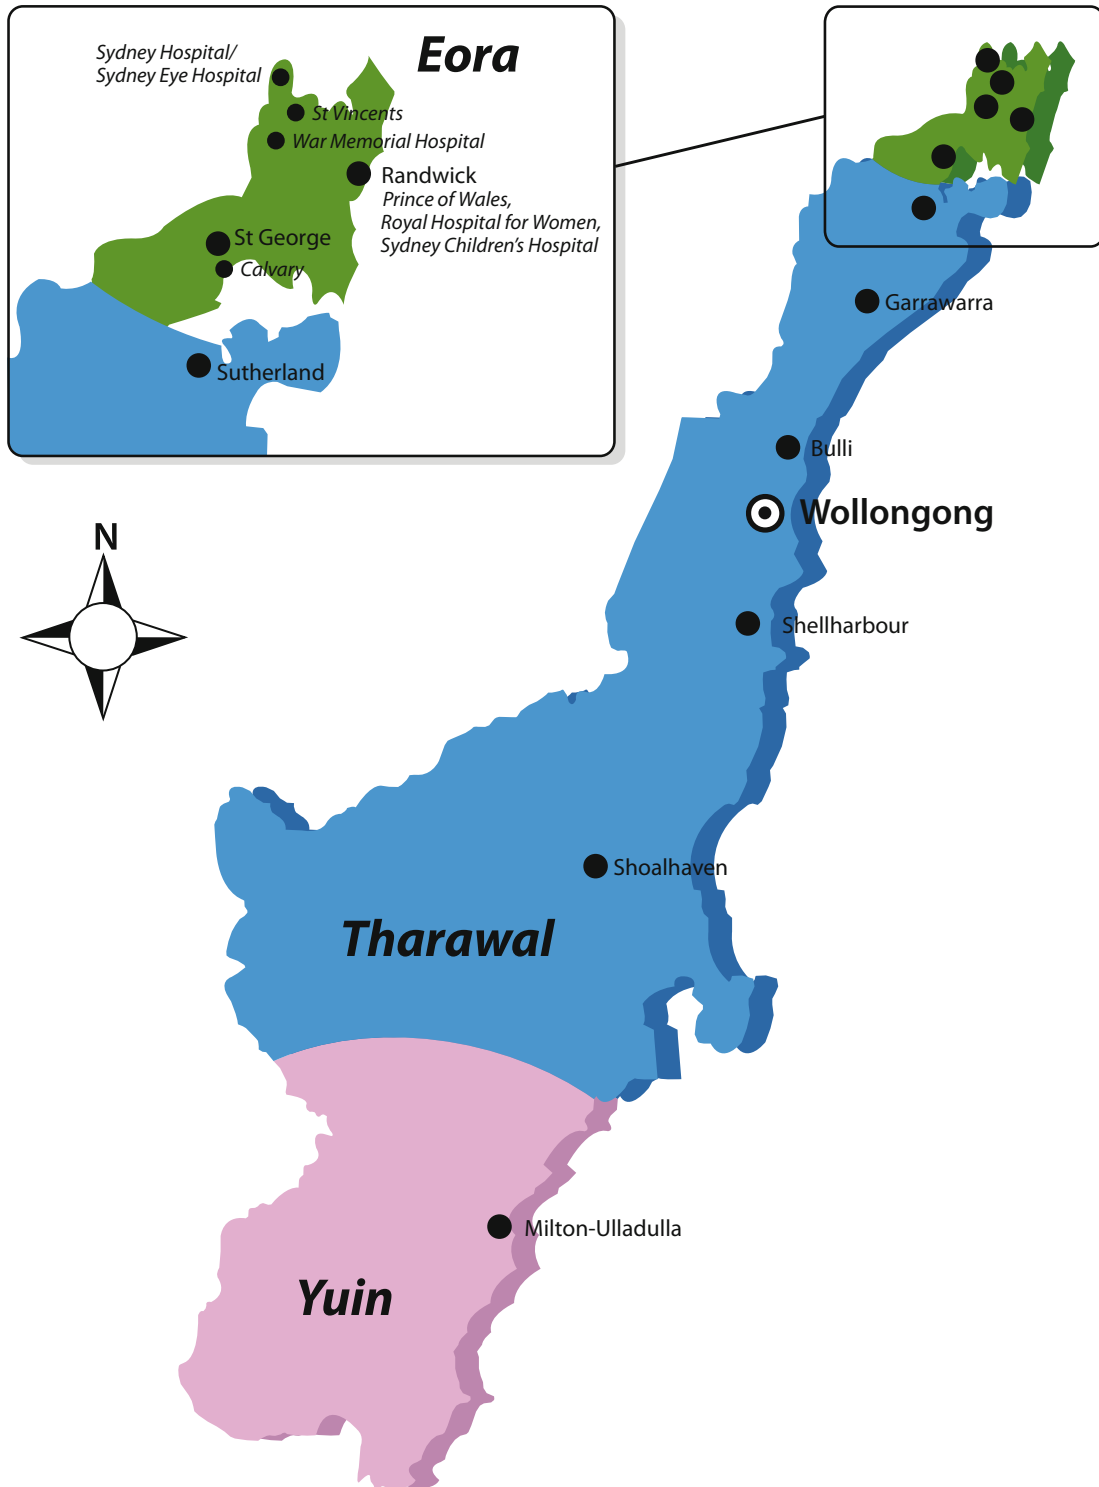 Eora
Sydney Hospital/
Sydney Eye Hospital
St Vincents
War Memorial Hospital
Randwick
Prince of Wales,
Royal Hospital for Women,
Sydney Children's Hospital
St George
Calvary
Sutherland
Garrawarra
Bulli
Wollongong
N
Shellharbour
Shoalhaven
Tharawal
Milton-Ulladulla
Yuin